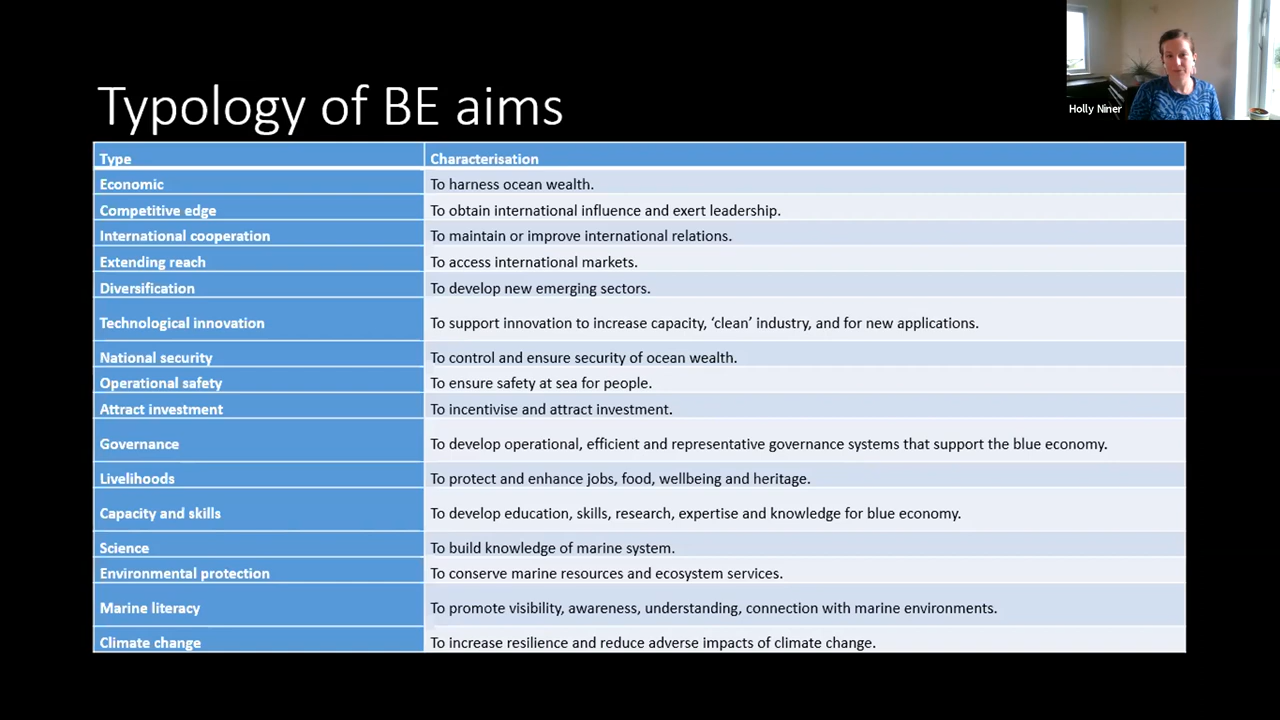 Holly Niner
Typology of BE aims
Type Characterisation
Economic To harness ocean wealth.
Competitive edge To obtain international influence and exert leadership.
International cooperation To maintain or improve international relations.
Extending reach To access international markets.
Diversification To develop new emerging sectors.
Technological innovation To support innovation to increase capacity, ‘clean’ industry, and for new applications.
National security To control and ensure security of ocean wealth.
Operational safety To ensure safety at sea for people.
Attract investment To incentivise and attract investment.
Governance To develop operational, efficient and representative governance systems that support the blue economy.
Livelihoods To protect and enhance jobs, food, wellbeing and heritage.
Capacity and skills To develop education, skills, research, expertise and knowledge for blue economy.
Science To build knowledge of marine system.
Environmental protection To conserve marine resources and ecosystem services.
Marine literacy To promote visibility, awareness, understanding, connection with marine environments.
Climate change To increase resilience and reduce adverse impacts of climate change.